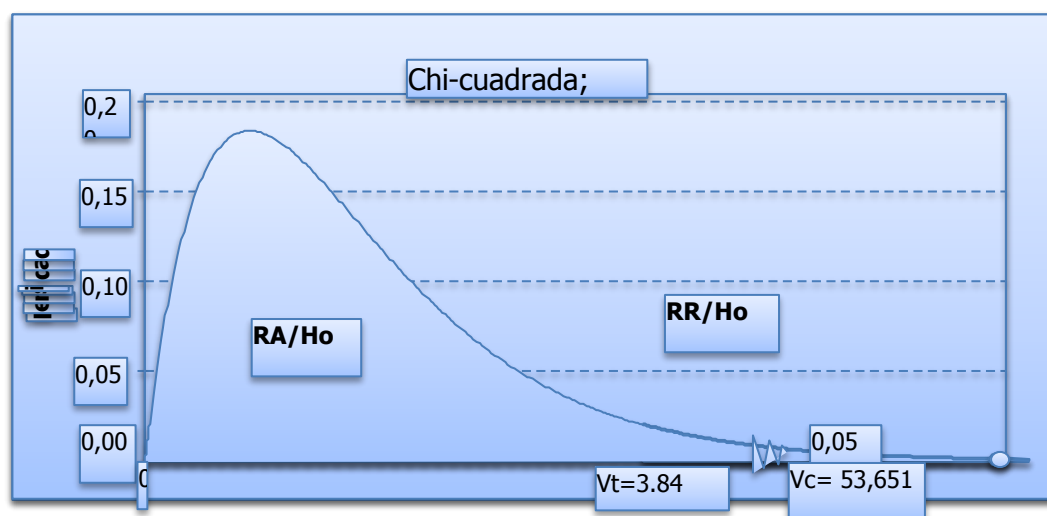 Chi-cuadrada;
0,2
0,15
0,10
RA/Ho
RR/Ho
0,05
0,00
0,05
0
Vt=3.84
Vc= 53,651